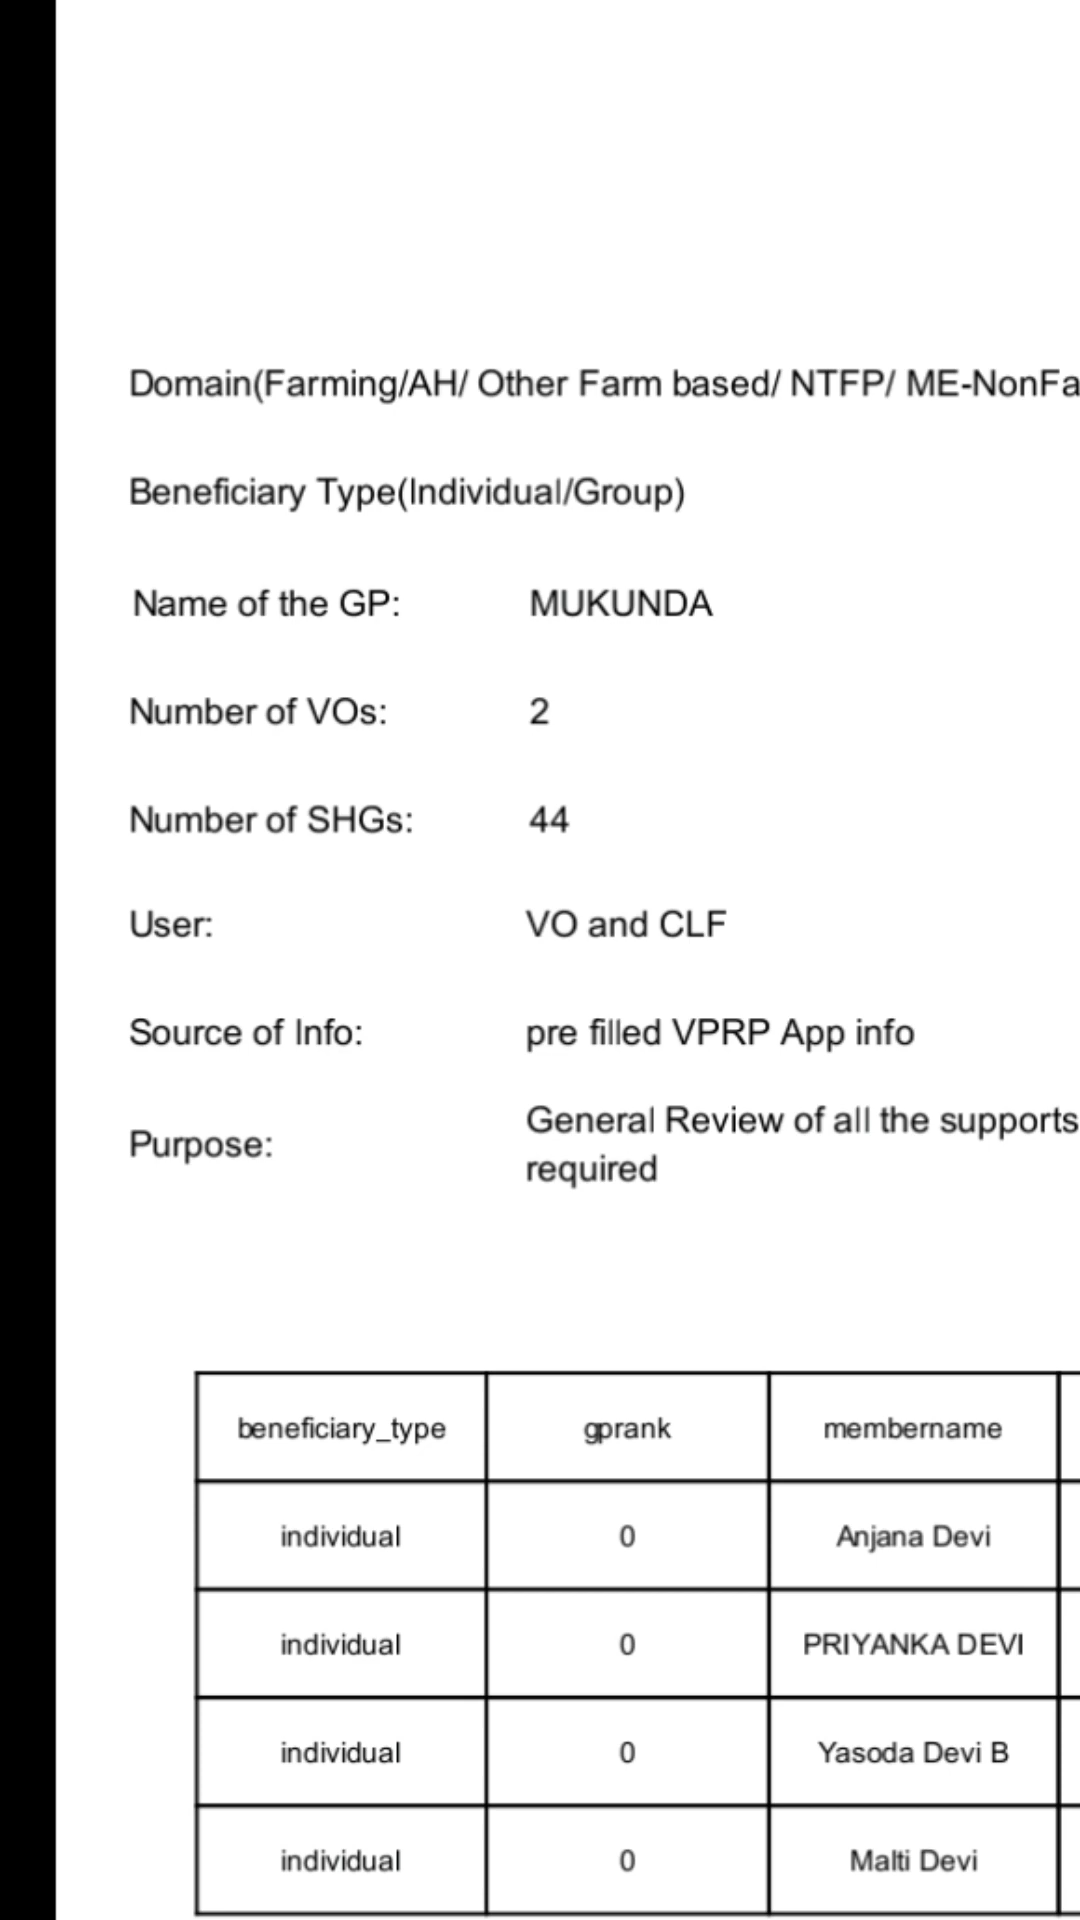 Domain(Farming/AH/ Other Farm based/ NTFP/ ME-NonFa
Beneficiary Type(Individual/Group)
Name of the GP: MUKUNDA
Number of VOs: 2
Number of SHGs: 44
User: VO and CLF
Source of Info: pre filled VPRP App info
Purpose: General Review of all the supports
required
beneficiary_type gprank membername
individual 0 Anjana Devi
individual 0 PRIYANKA DEVI
individual 0 Yasoda Devi B
individual 0 Malti Devi